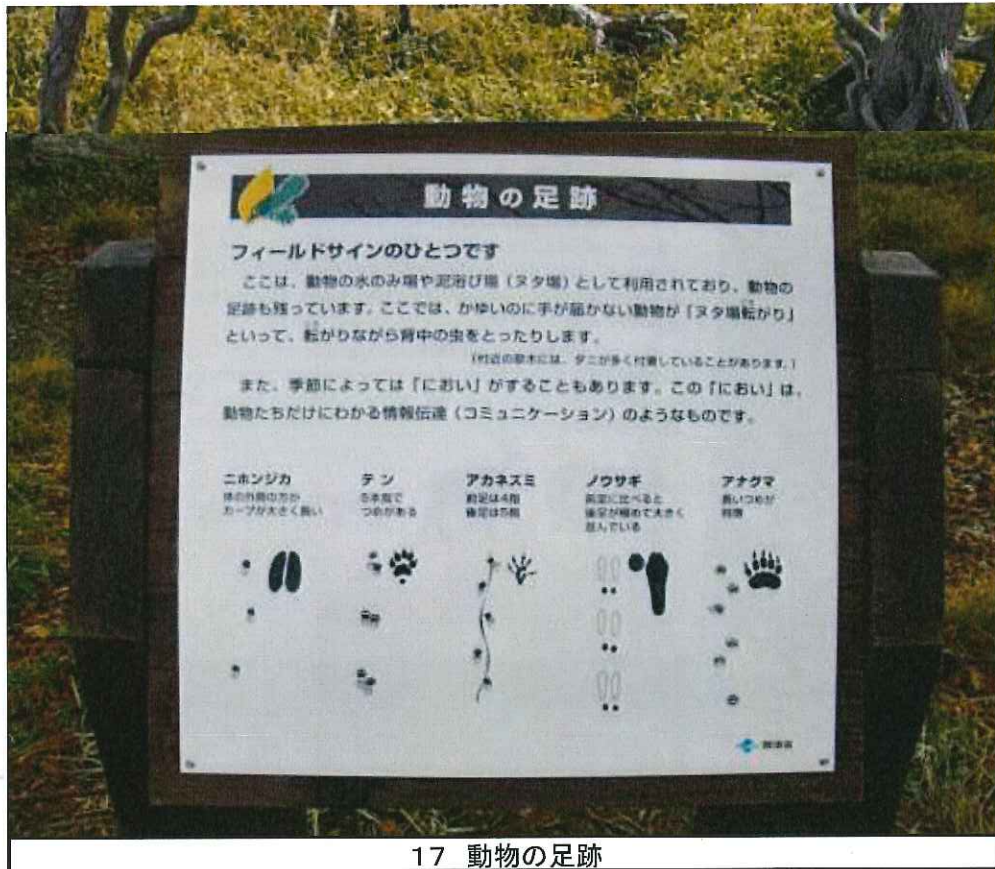 動物の足跡
フィールドサインのひとつです
ここは、動物の水のみ場や泥浴び場(ヌタ場)として利用されており、動物の
足跡も残っています。ここでは、かゆいのに手が届かない動物が「ヌタ場転がり」
といって、転がりながら背中の虫をとったりします。
(付近の草木には、ダニが多く付着していることがあります。)
また、季節によっては「におい」がすることもあります。この「におい」は、
動物たちだけにわかる情報伝達(コミュニケーション)のようなものです。
ニホンジカ
体の外側の方が
カーブが大きく長い
テン
5本指で
つめがある
アカネズミ
前足は4指
後足は5指
ノウサギ
前足に比べると
後足が極めて大きく
並んでいる
アナグマ
長いつめが
特徴
環境省
17 動物の足跡